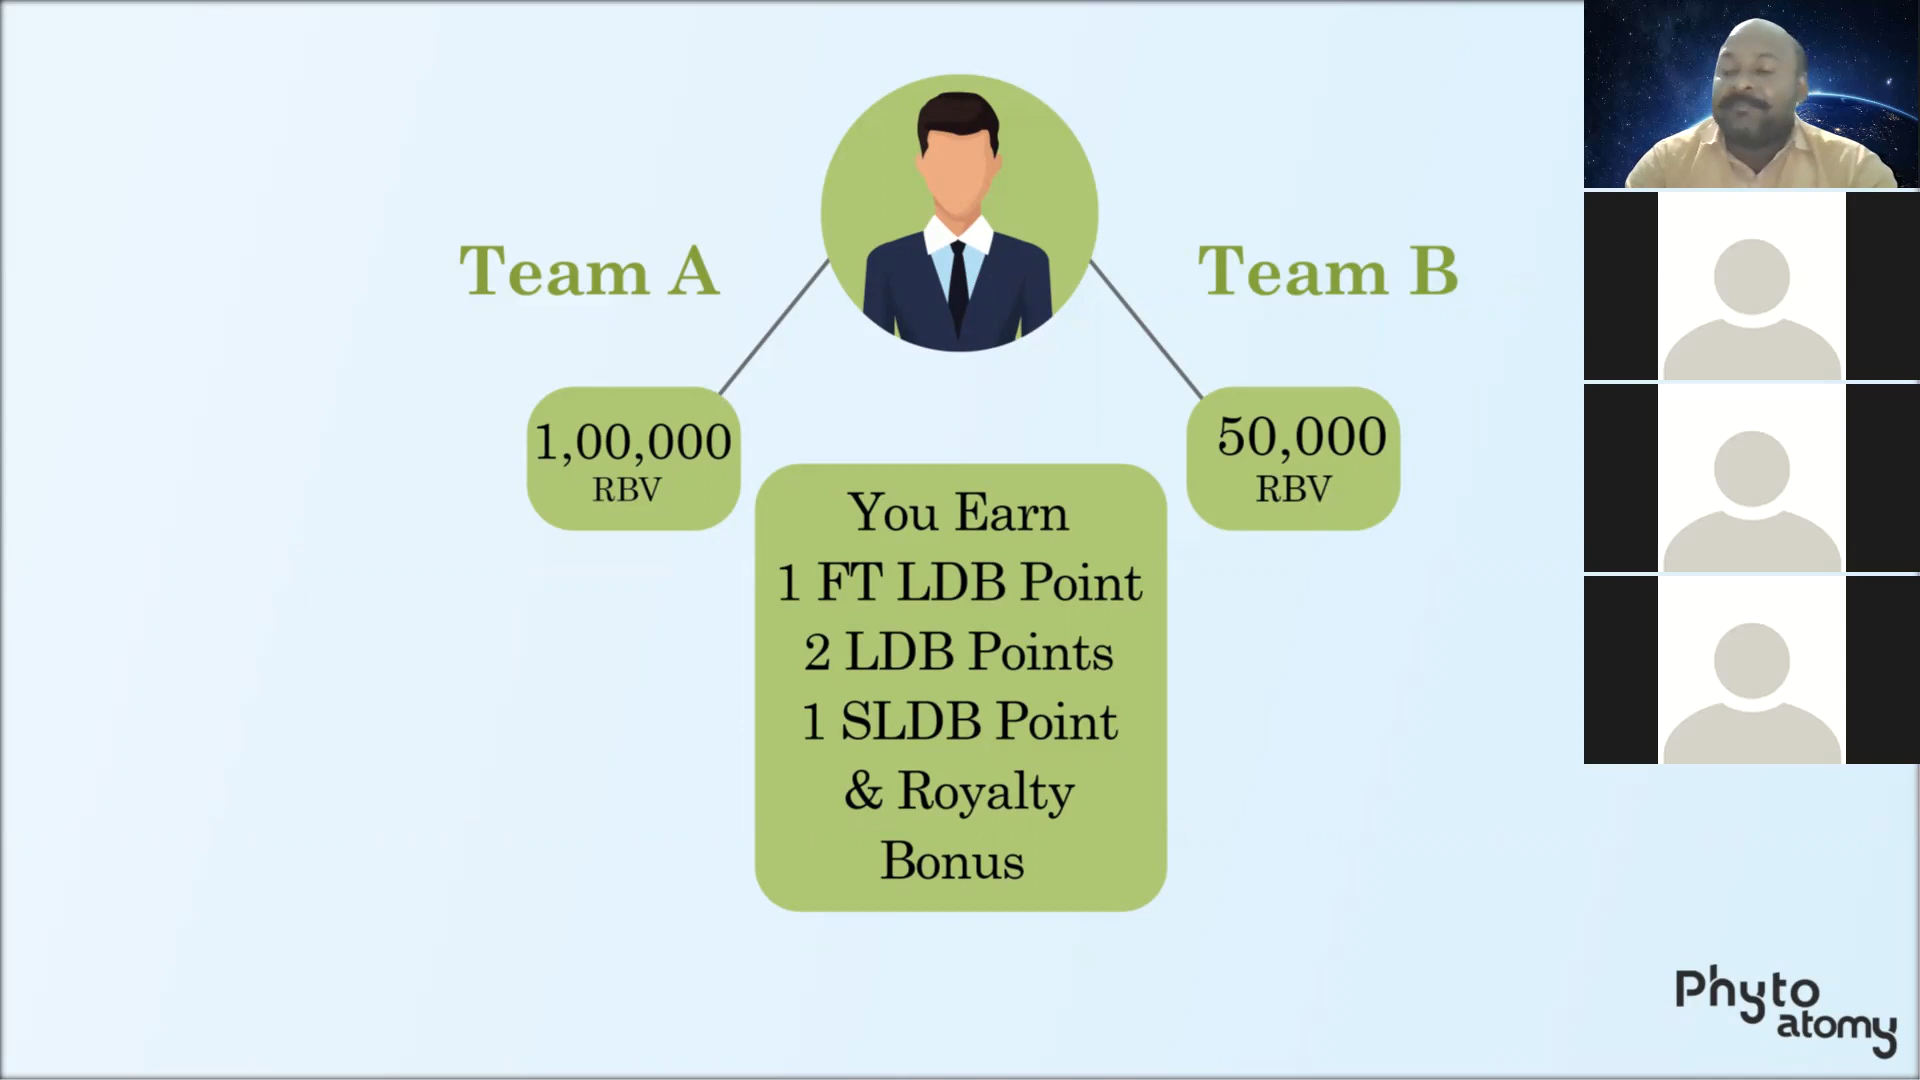 Team A
Team B
1,00,000
RBV
50,000
RBV
You Earn
1 FT LDB Point
2 LDB Points
1 SLDB Point
& Royalty
Bonus
Phyto
atomy